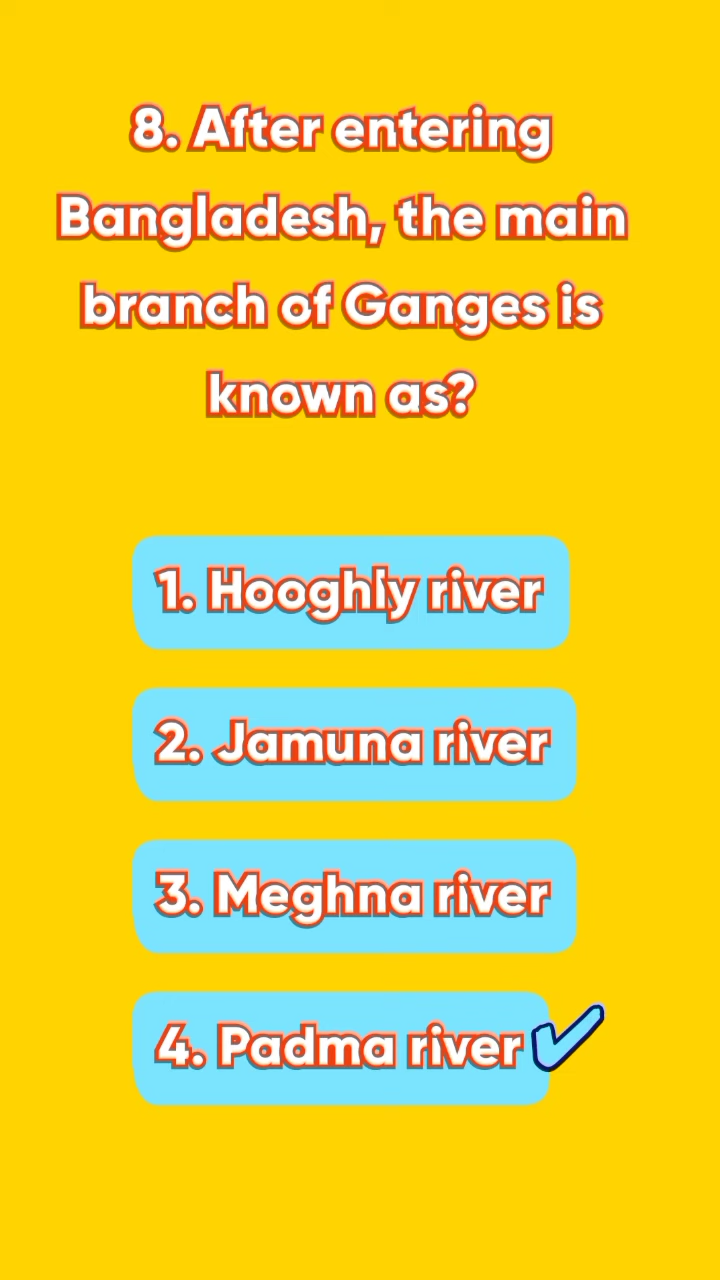 8. After entering
Bangladesh, the main
branch of Ganges is
known as?
1. Hooghly river
2. Jamuna river
3. Meghna river
4. Padma river